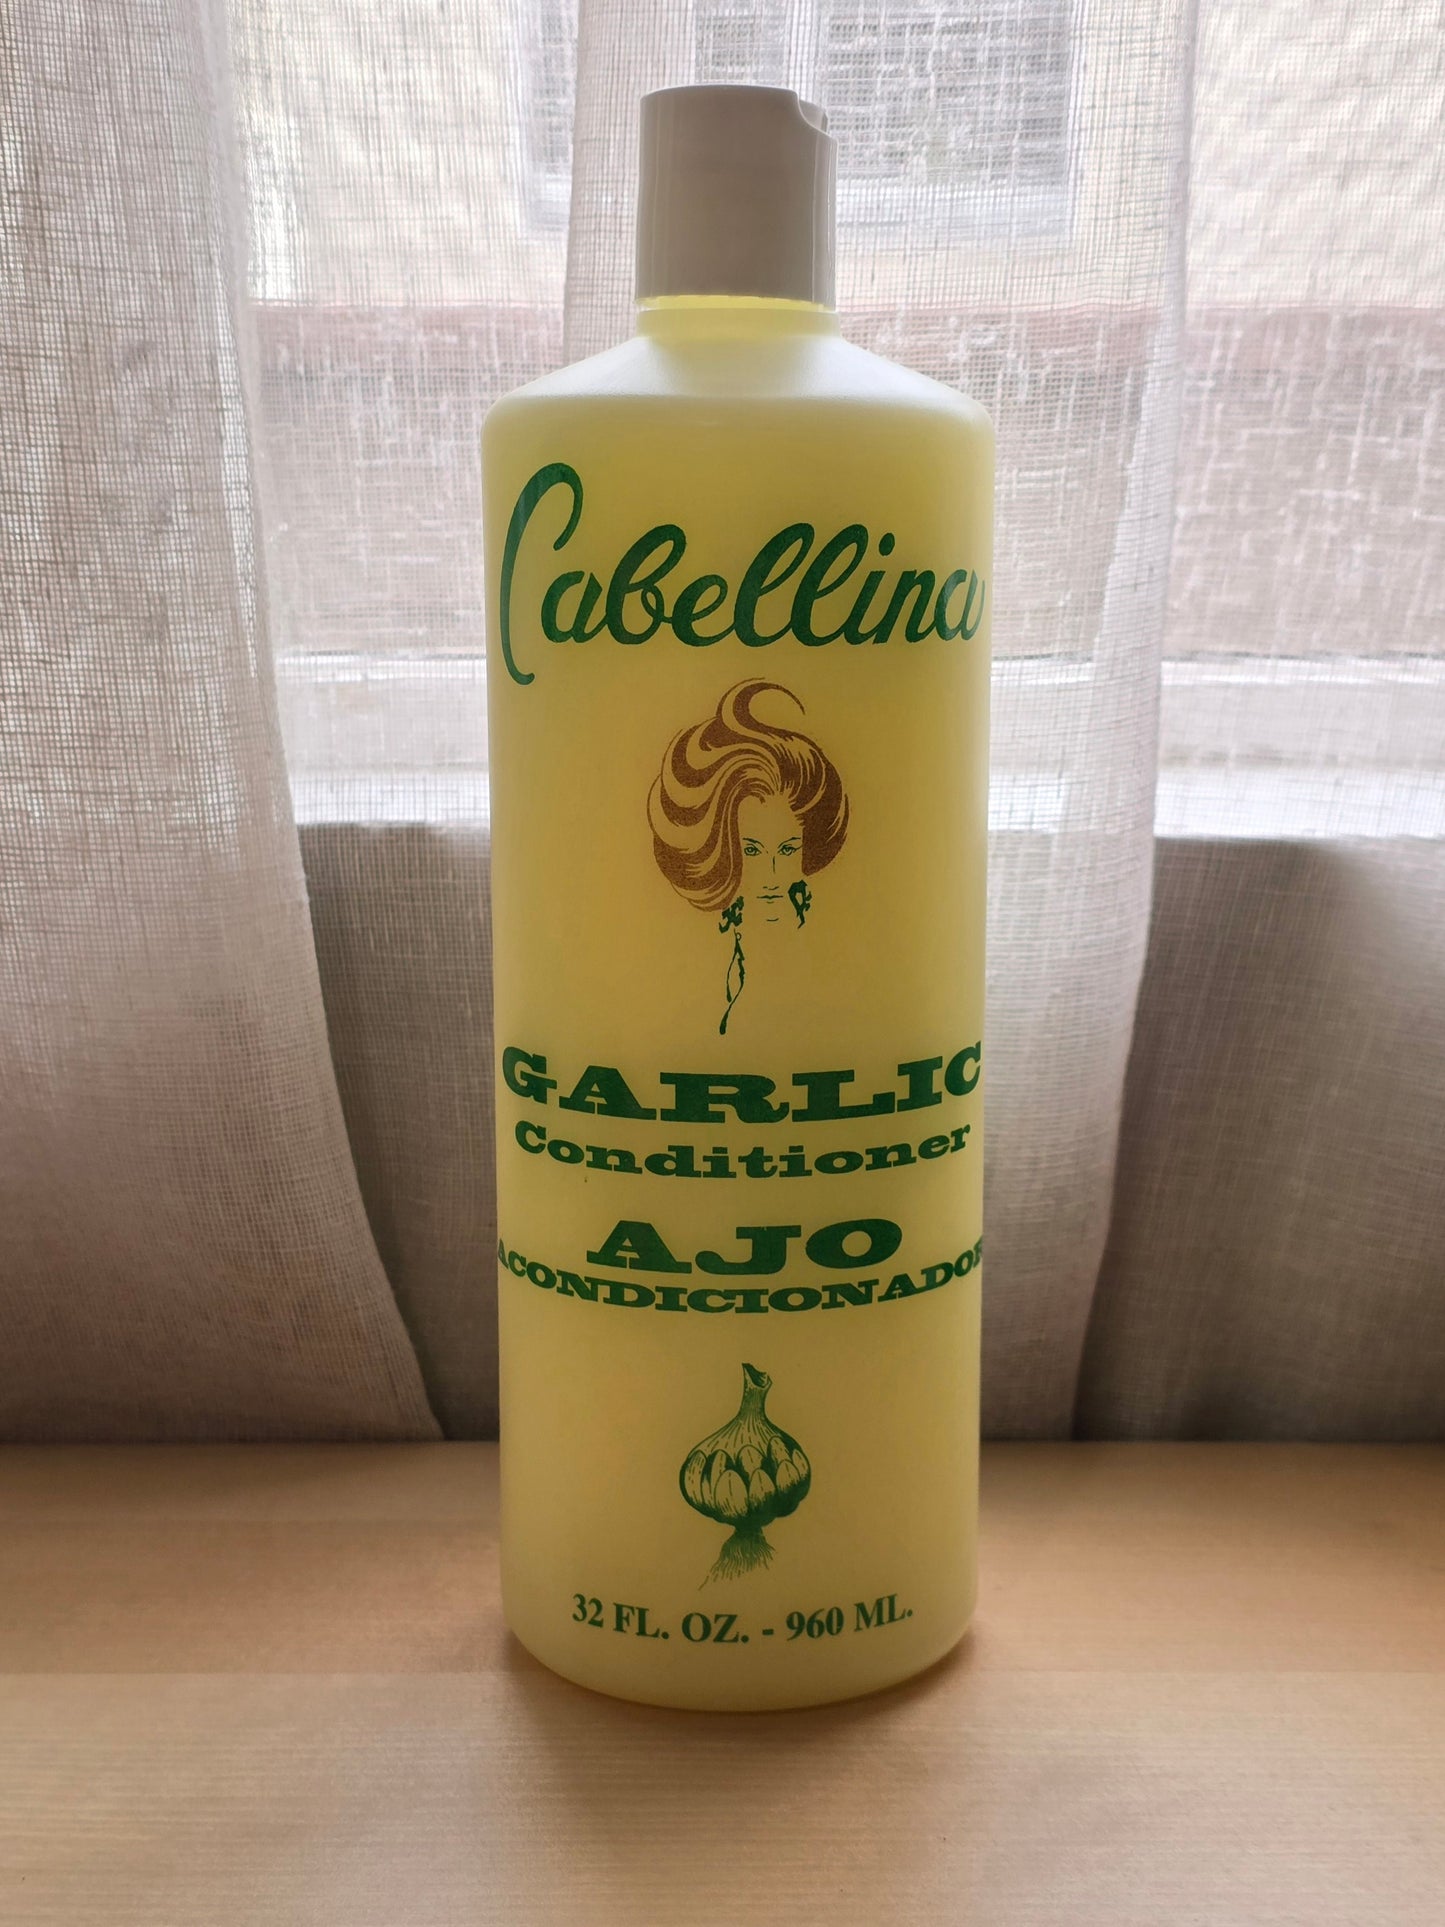 Cabellina
GARLIC
Conditioner
AJO
ACONDICIONADOR
32 FL. OZ. - 960 ML.